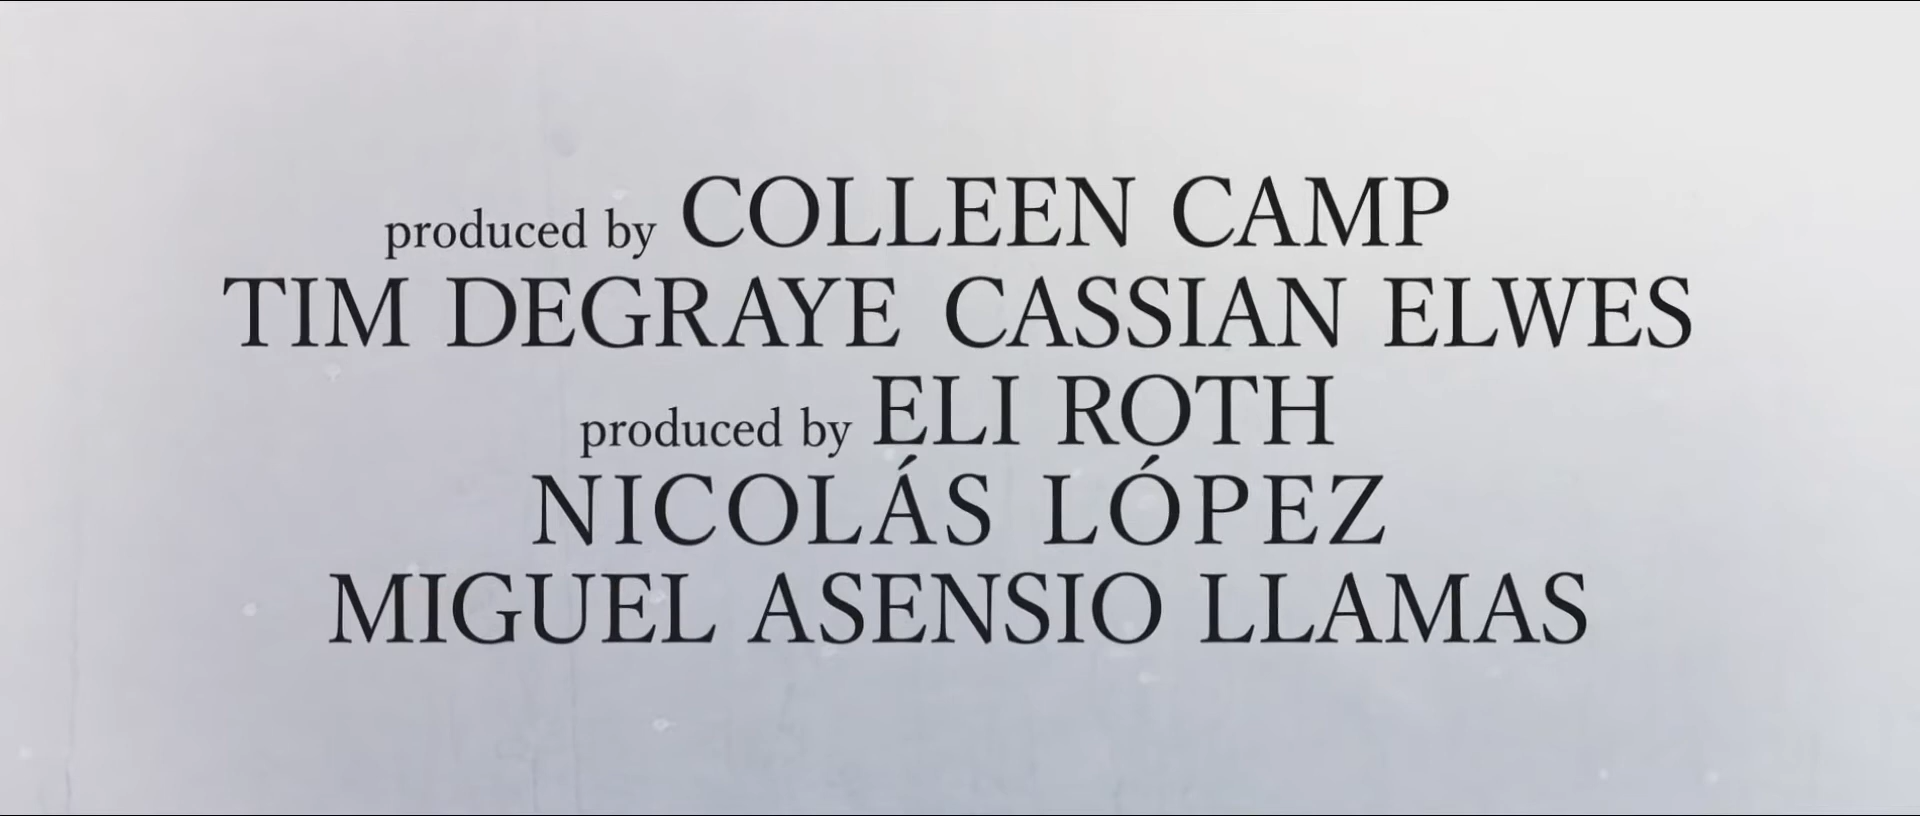 produced by COLLEEN CAMP
TIM DEGRAYE CASSIAN ELWES
produced by ELI ROTH
NICOLÁS LÓPEZ
MIGUEL ASENSIO LLAMAS